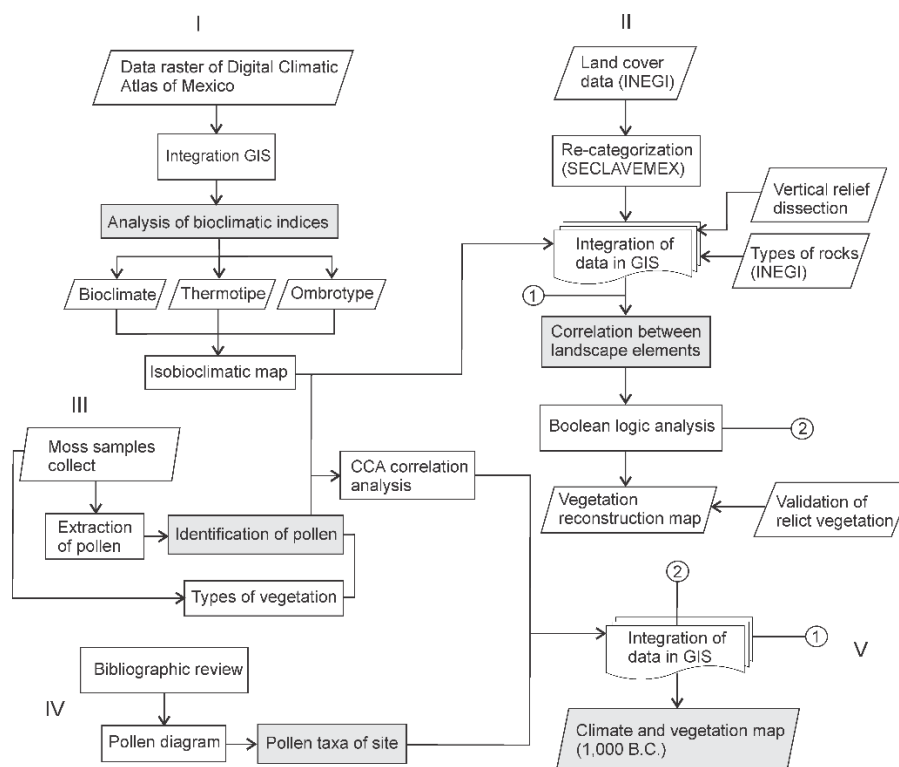 I
Data raster of Digital Climatic
Atlas of Mexico
Integration GIS
Analysis of bioclimatic indices
Bioclimate
Thermotipe
Ombrotype
Isobioclimatic map
II
Land cover
data (INEGI)
Re-categorization
(SECLAVEMEX)
Vertical relief
dissection
Integration of
data in GIS
Types of rocks
(INEGI)
1
Correlation between
landscape elements
Boolean logic analysis
2
Vegetation
reconstruction map
Validation of
relict vegetation
III
Moss samples
collect
CCA correlation
analysis
Extraction
of pollen
Identification of pollen
Types of vegetation
IV
Bibliographic review
Pollen diagram
Pollen taxa of site
V
2
Integration of
data in GIS
1
Climate and vegetation map
(1,000 B.C.)